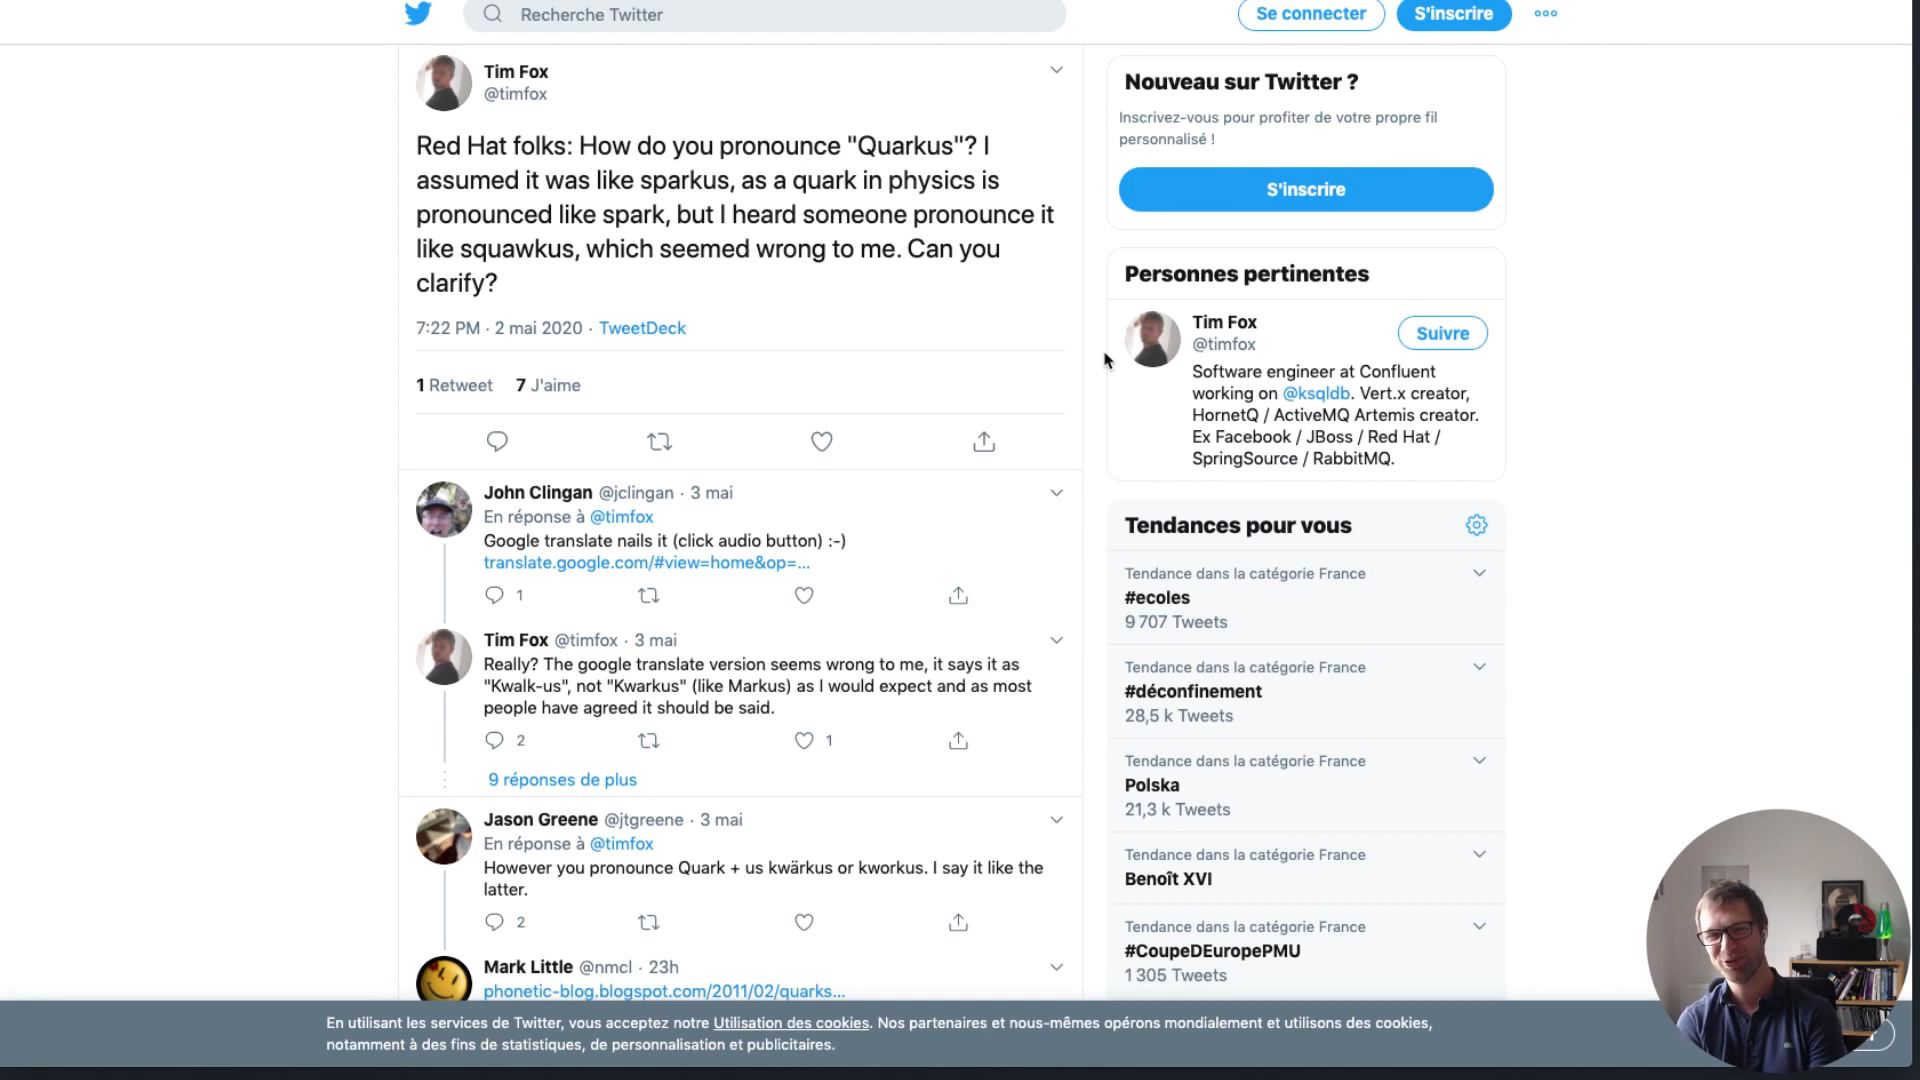 Recherche Twitter
Se connecter
S'inscrire
Tim Fox
@timfox
Red Hat folks: How do you pronounce "Quarkus"? I
assumed it was like sparkus, as a quark in physics is
pronounced like spark, but I heard someone pronounce it
like squawkus, which seemed wrong to me. Can you
clarify?
7:22 PM · 2 mai 2020 · TweetDeck
1 Retweet 7 J'aime
John Clingan @jclingan · 3 mai
En réponse à @timfox
Google translate nails it (click audio button) :-)
translate.google.com/#view=home&op=...
1
Tim Fox @timfox · 3 mai
Really? The google translate version seems wrong to me, it says it as
"Kwalk-us", not "Kwarkus" (like Markus) as I would expect and as most
people have agreed it should be said.
2 1
9 réponses de plus
Jason Greene @jtgreene · 3 mai
En réponse à @timfox
However you pronounce Quark + us kwärkus or kworkus. I say it like the
latter.
2
Mark Little @nmcl · 23h
phonetic-blog.blogspot.com/2011/02/quarks...
Nouveau sur Twitter ?
Inscrivez-vous pour profiter de votre propre fil
personnalisé !
S'inscrire
Personnes pertinentes
Tim Fox
@timfox
Suivre
Software engineer at Confluent
working on @ksqldb. Vert.x creator,
HornetQ / ActiveMQ Artemis creator.
Ex Facebook / JBoss / Red Hat /
SpringSource / RabbitMQ.
Tendances pour vous
Tendance dans la catégorie France
#ecoles
9 707 Tweets
Tendance dans la catégorie France
#déconfinement
28,5 k Tweets
Tendance dans la catégorie France
Polska
21,3 k Tweets
Tendance dans la catégorie France
Benoît XVI
Tendance dans la catégorie France
#CoupeDEuropePMU
1 305 Tweets
En utilisant les services de Twitter, vous acceptez notre Utilisation des cookies. Nos partenaires et nous-mêmes opérons mondialement et utilisons des cookies,
notamment à des fins de statistiques, de personnalisation et publicitaires.